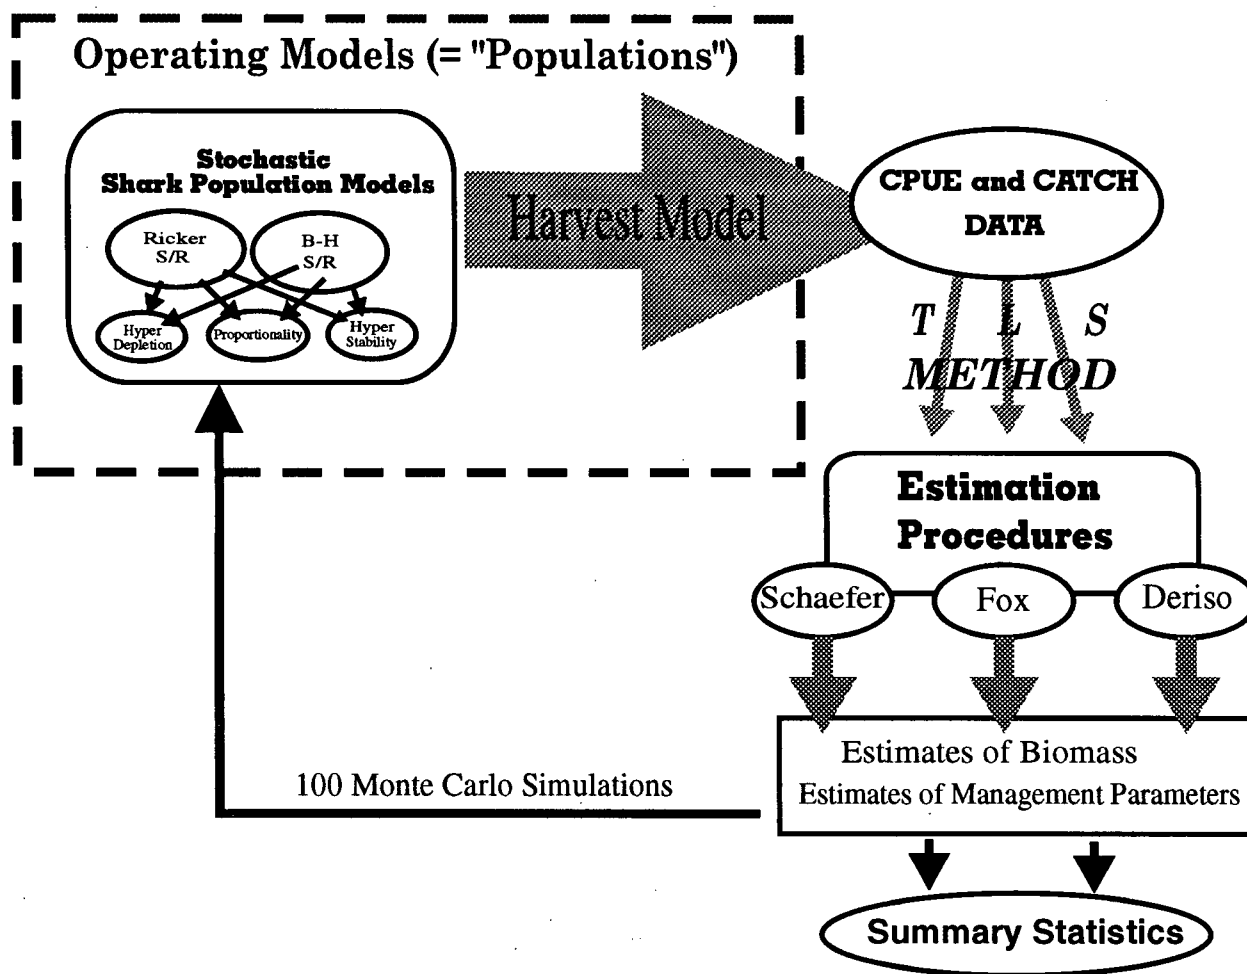 Operating Models (= "Populations")
Stochastic
Shark Population Models
Ricker
S/R
B-H
S/R
Hyper
Depletion
Proportionality
Hyper
Stability
Harvest Model
CPUE and CATCH
DATA
T L S
METHOD
Estimation
Procedures
Schaefer
Fox
Deriso
Estimates of Biomass
Estimates of Management Parameters
100 Monte Carlo Simulations
Summary Statistics